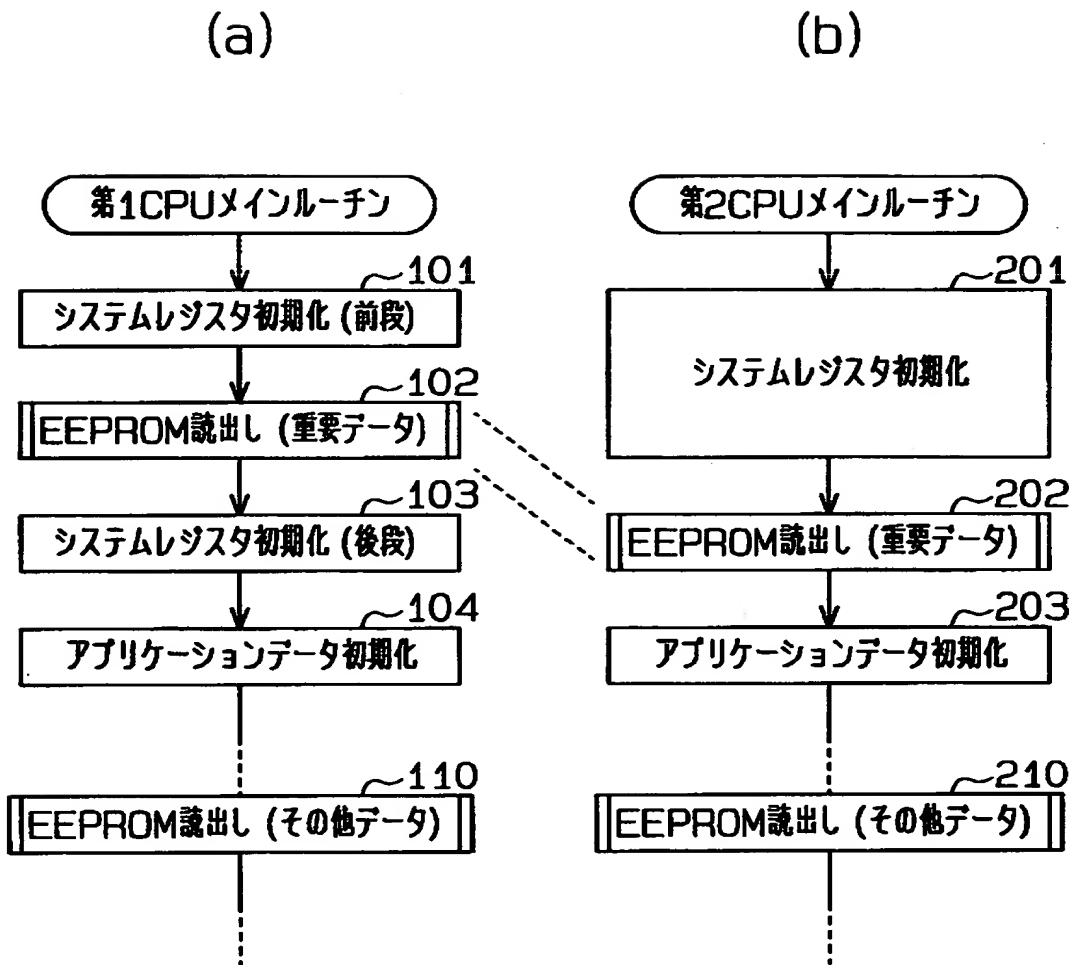 (a)
第1CPUメインルーチン
101
システムレジスタ初期化 (前段)
102
EEPROM読出し (重要データ)
103
システムレジスタ初期化 (後段)
104
アプリケーションデータ初期化
110
EEPROM読出し (その他データ)
(b)
第2CPUメインルーチン
201
システムレジスタ初期化
202
EEPROM読出し (重要データ)
203
アプリケーションデータ初期化
210
EEPROM読出し (その他データ)